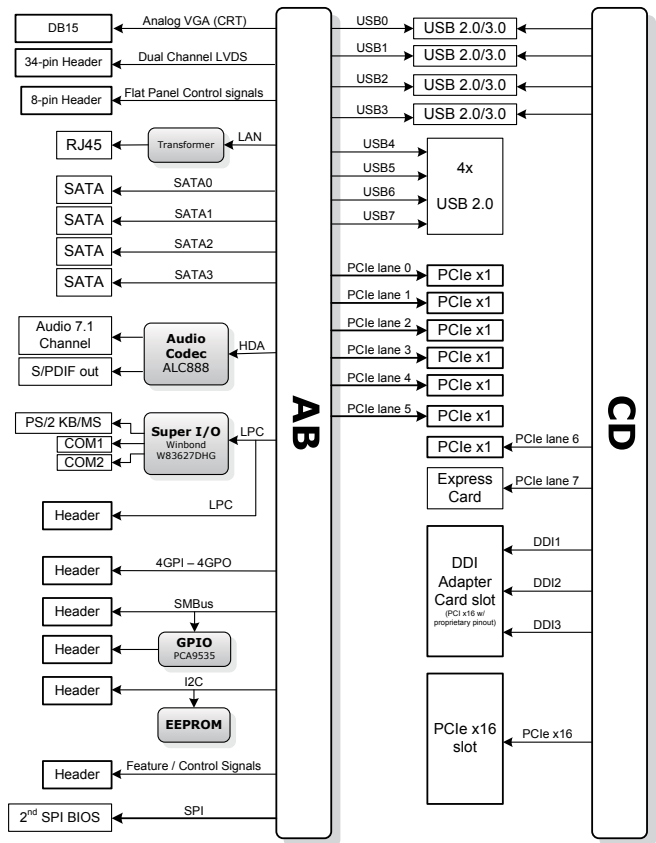 DB15
Analog VGA (CRT)
34-pin Header
Dual Channel LVDS
8-pin Header
Flat Panel Control signals
RJ45
Transformer
LAN
SATA
SATA0
SATA
SATA1
SATA
SATA2
SATA
SATA3
Audio 7.1
Channel
S/PDIF out
Audio
Codec
ALC888
HDA
PS/2 KB/MS
COM1
COM2
Super I/O
Winbond
W83627DHG
LPC
Header
LPC
Header
4GPI – 4GPO
Header
SMBus
Header
GPIO
PCA9535
Header
I2C
EEPROM
Header
Feature / Control Signals
2nd SPI BIOS
SPI
AB
USB0
USB 2.0/3.0
USB1
USB 2.0/3.0
USB2
USB 2.0/3.0
USB3
USB 2.0/3.0
USB4
USB5
USB6
USB7
4x
USB 2.0
PCIe lane 0
PCIe x1
PCIe lane 1
PCIe x1
PCIe lane 2
PCIe x1
PCIe lane 3
PCIe x1
PCIe lane 4
PCIe x1
PCIe lane 5
PCIe x1
PCIe x1
PCIe lane 6
Express
Card
PCIe lane 7
DDI
Adapter
Card slot
(PCI x16 w/
proprietary pinout)
DDI1
DDI2
DDI3
PCIe x16
slot
PCIe x16
CD